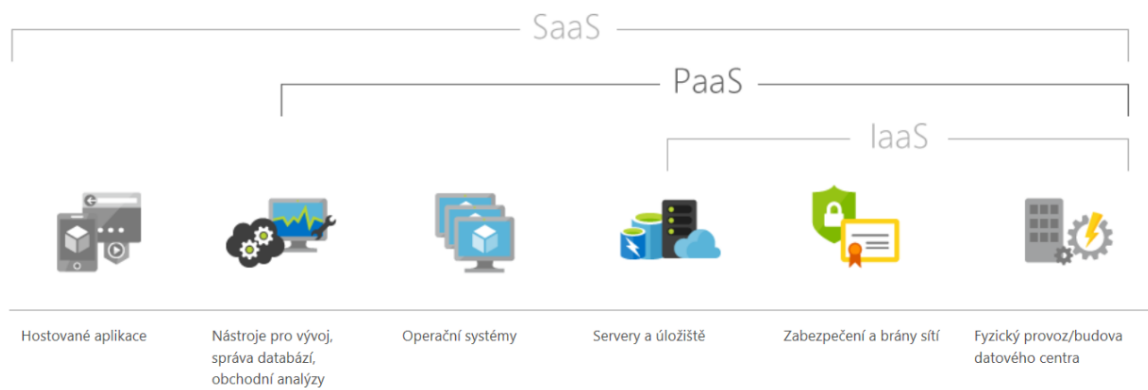 SaaS
PaaS
IaaS
Hostované aplikace
Nástroje pro vývoj,
správa databází,
obchodní analýzy
Operační systémy
Servery a úložiště
Zabezpečení a brány sítí
Fyzický provoz/budova
datového centra